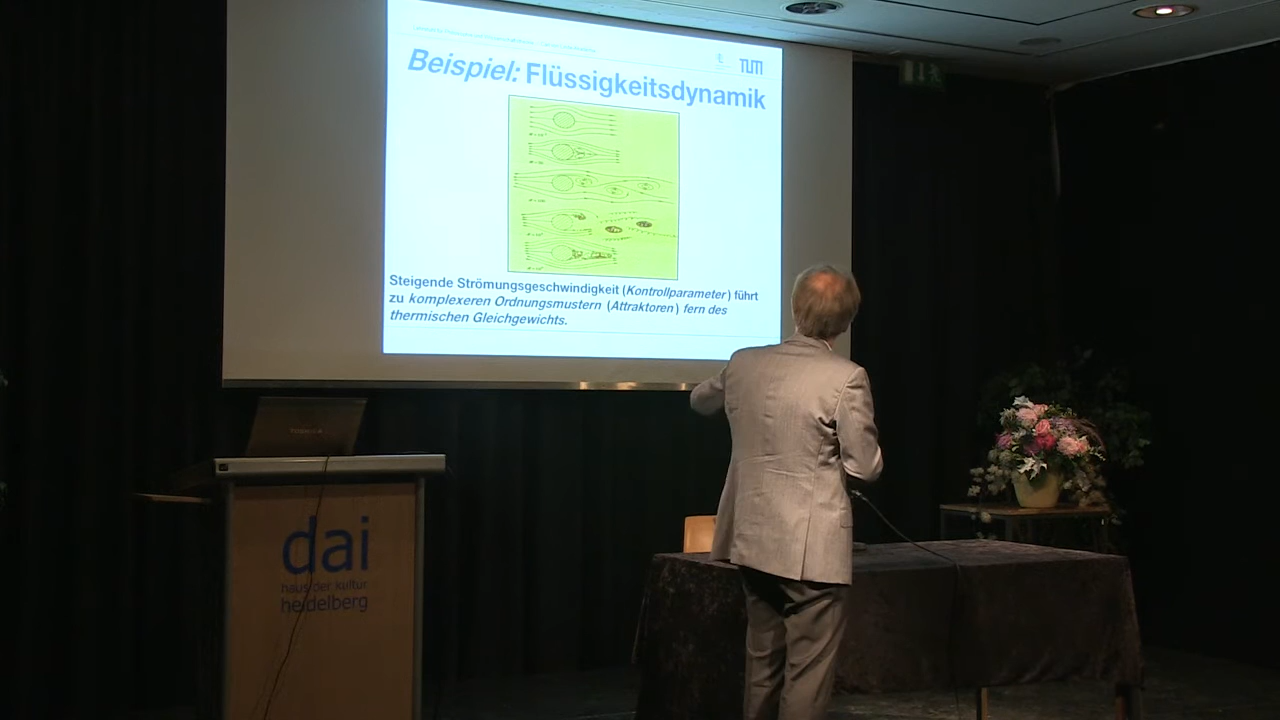 TUM
Beispiel: Flüssigkeitsdynamik
Steigende Strömungsgeschwindigkeit (Kontrollparameter) führt
zu komplexeren Ordnungsmustern (Attraktoren) fern des
thermischen Gleichgewichts.
TOSHIBA
dai
haus der kultur
heidelberg